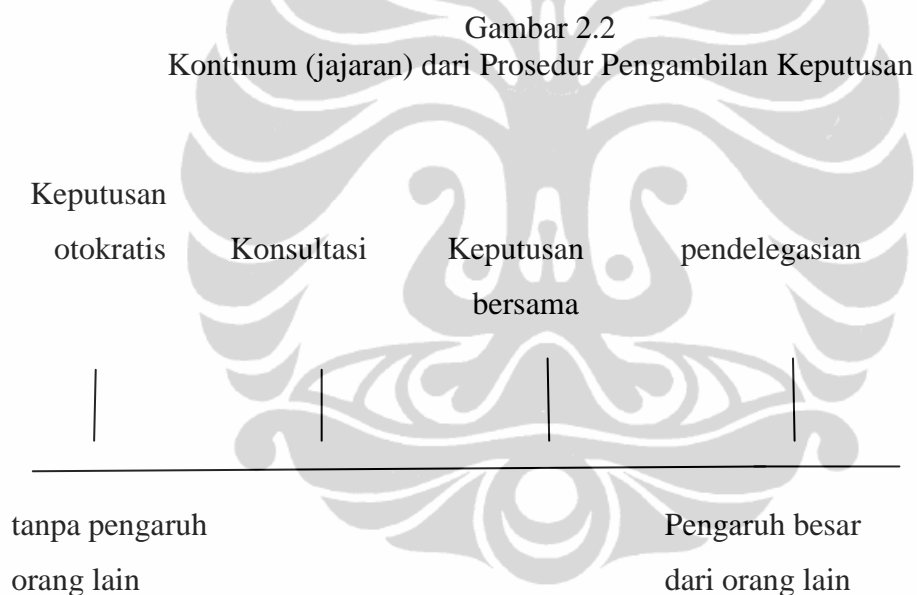 Gambar 2.2
Kontinum (jajaran) dari Prosedur Pengambilan Keputusan
Keputusan
otokratis Konsultasi Keputusan pendelegasian
bersama
tanpa pengaruh Pengaruh besar
orang lain dari orang lain